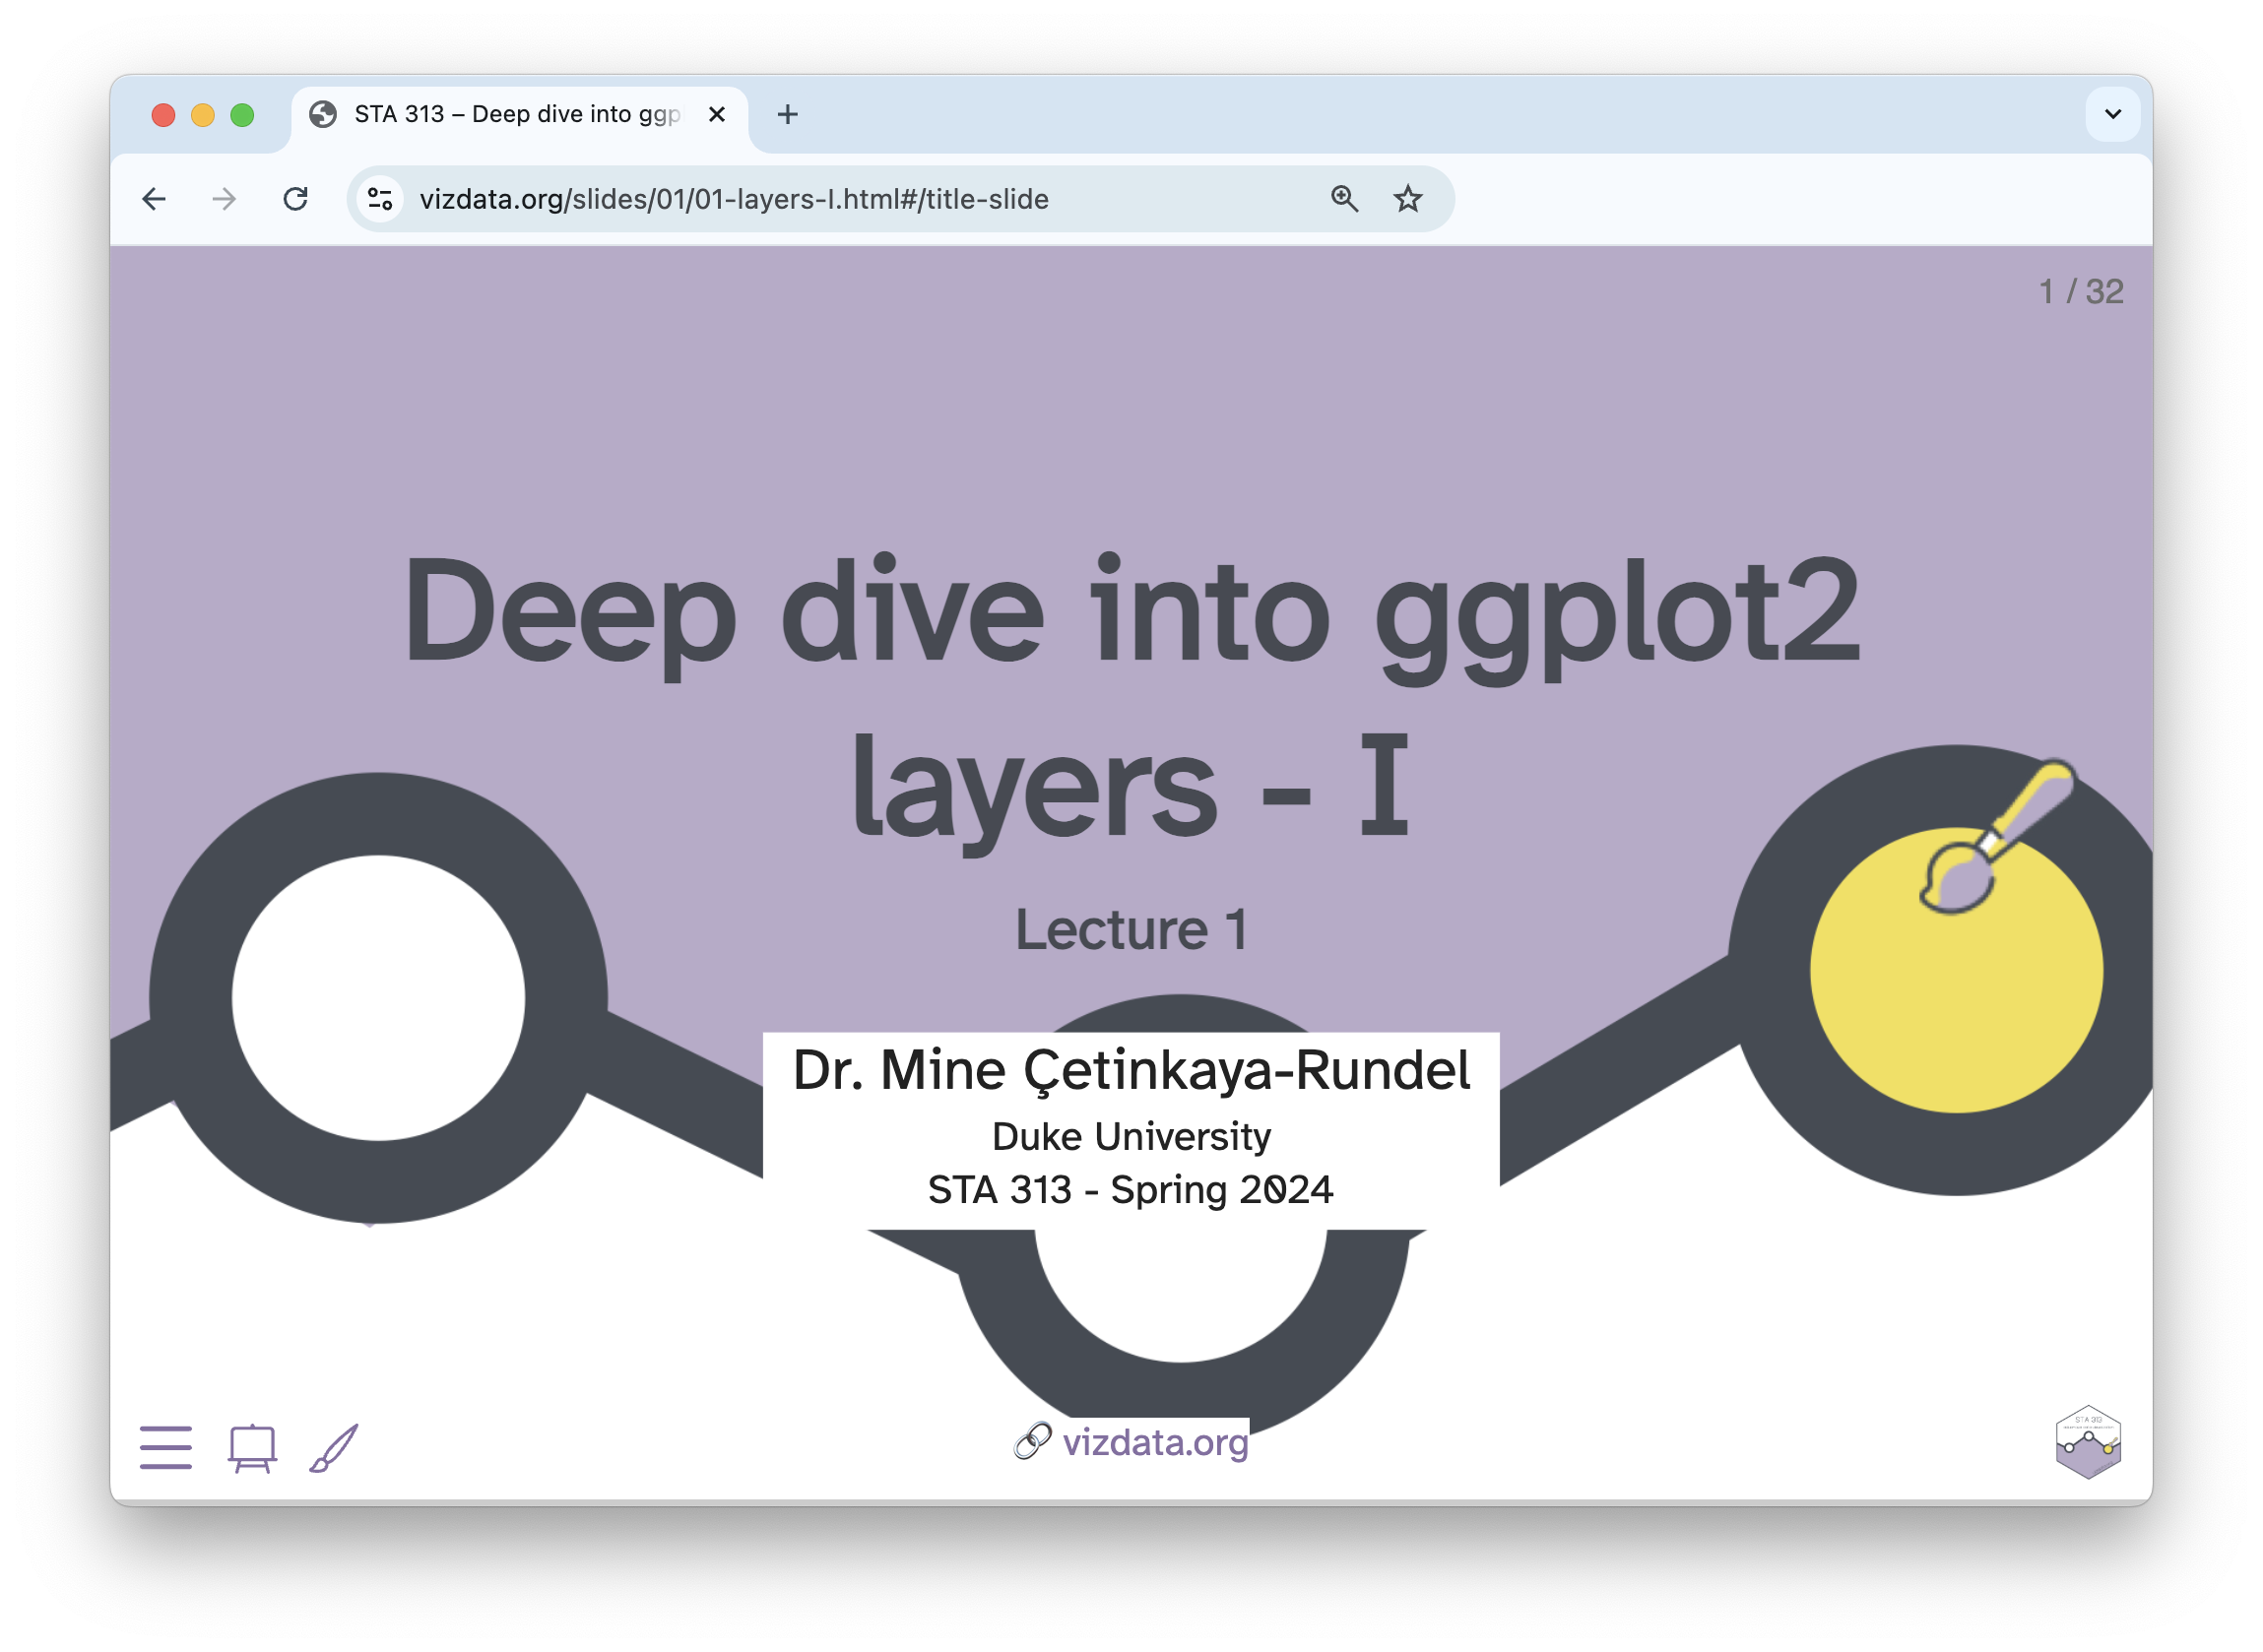 STA 313 – Deep dive into ggp
vizdata.org/slides/01/01-layers-I.html#/title-slide
1 / 32
Deep dive into ggplot2
layers - I
Lecture 1
Dr. Mine Çetinkaya-Rundel
Duke University
STA 313 - Spring 2024
vizdata.org
STA 313